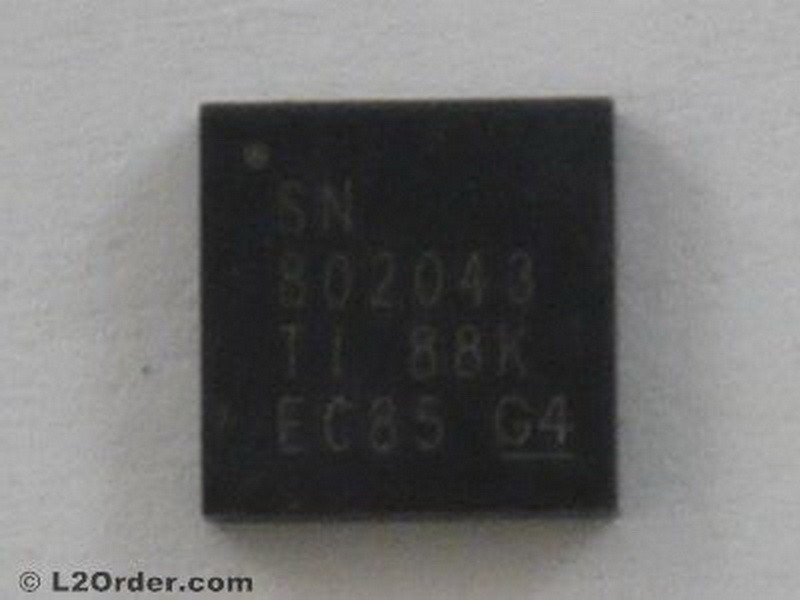 SN
802043
TI 88K
EC85 G4
© L2Order.com